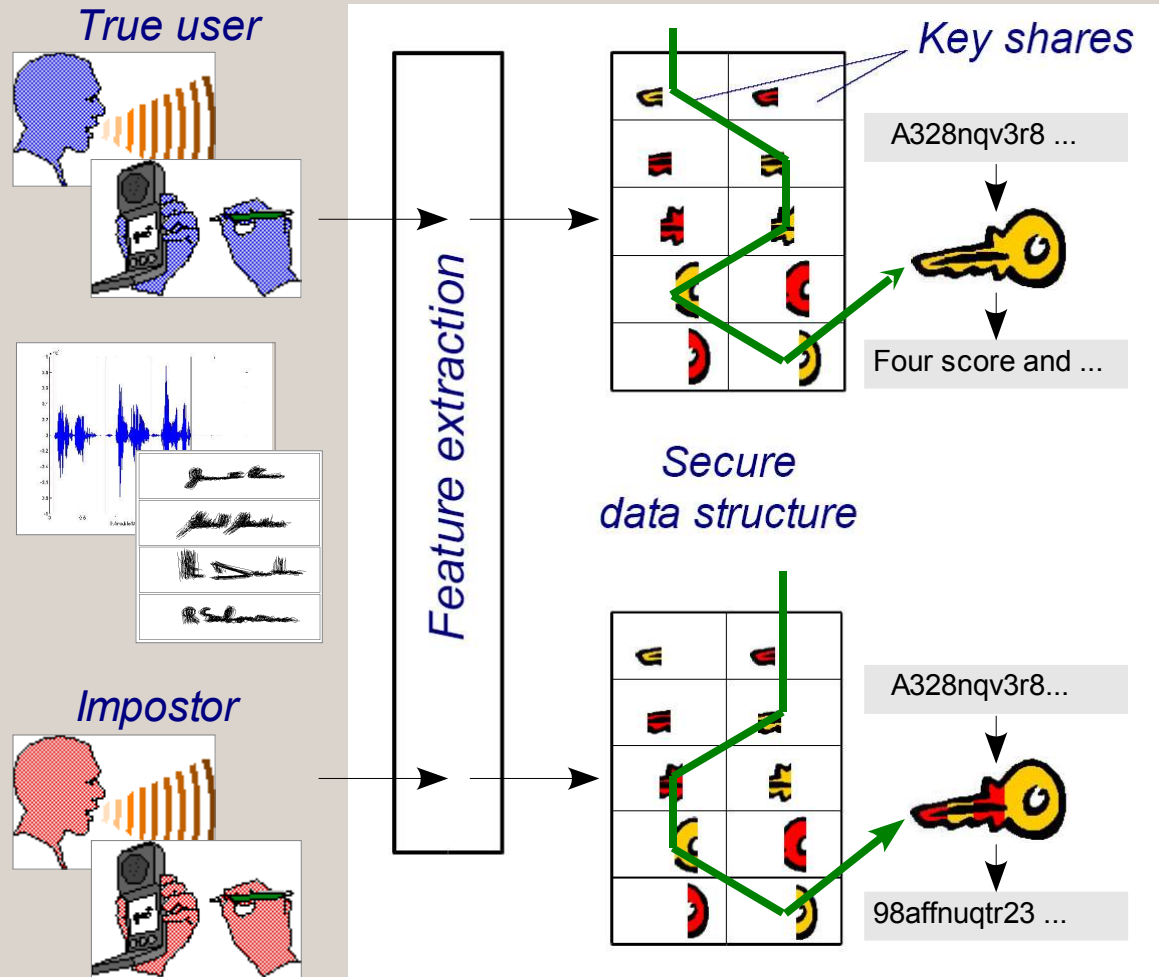 True user
Key shares
A328nqv3r8 ...
Feature extraction
Four score and ...
Secure
data structure
Impostor
A328nqv3r8...
98affnuqtr23 ...